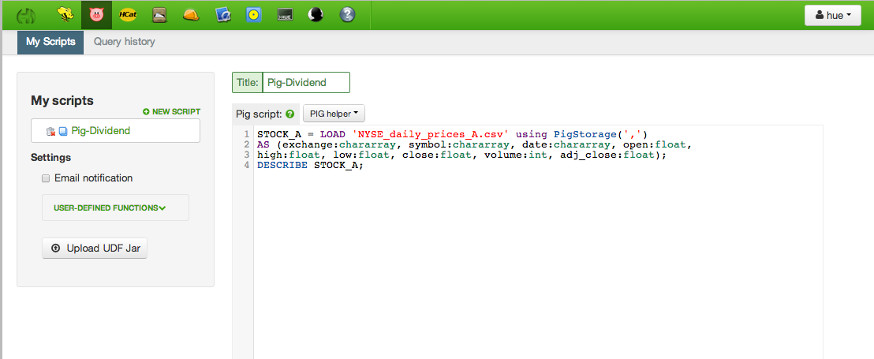 HCat
HUE
hue
My Scripts
Query history
My scripts
NEW SCRIPT
Pig-Dividend
Settings
Email notification
USER-DEFINED FUNCTIONS
Upload UDF Jar
Title: Pig-Dividend
Pig script: ? PIG helper
1 STOCK_A = LOAD 'NYSE_daily_prices_A.csv' using PigStorage(',')
2 AS (exchange:chararray, symbol:chararray, date:chararray, open:float,
3 high:float, low:float, close:float, volume:int, adj_close:float);
4 DESCRIBE STOCK_A;